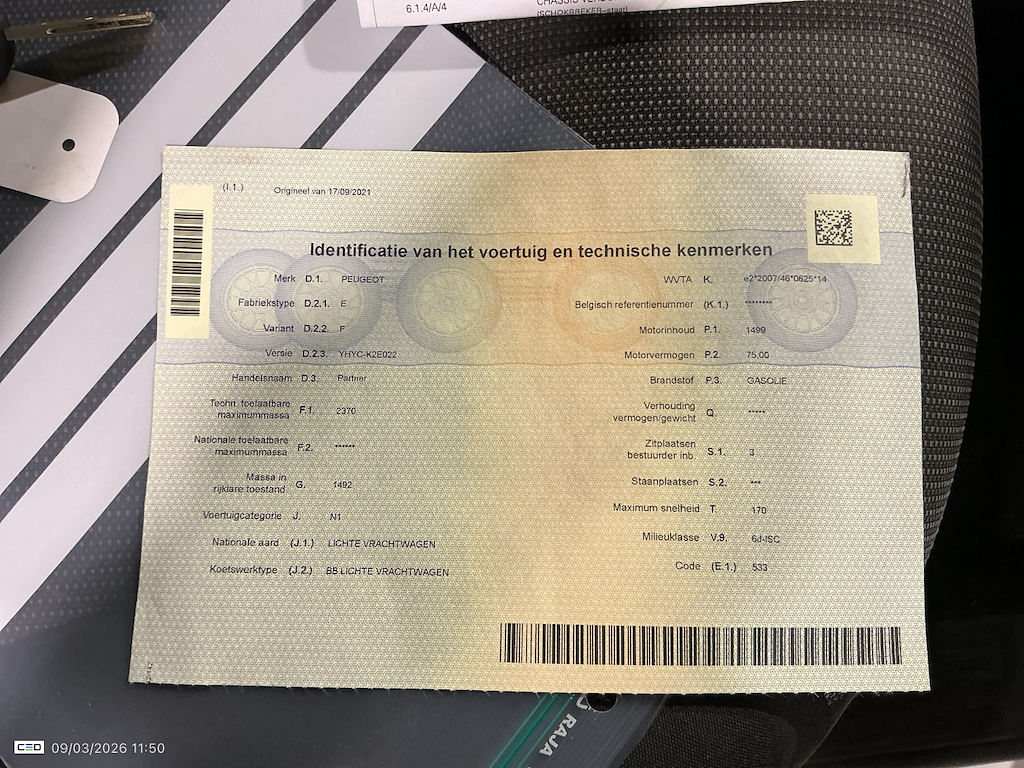 6.1.4/A/4
(SCHOKBREKER-staat)
(I.1.) Origineel van 17/09/2021
Identificatie van het voertuig en technische kenmerken
Merk D.1. PEUGEOT
Fabriekstype D.2.1. E
Variant D.2.2. F
Versie D.2.3. YHYC-K2E022
Handelsnaam D.3. Partner
Techn. toelaatbare
maximummassa F.1. 2370
Nationale toelaatbare
maximummassa F.2. ******
Massa in
rijklare toestand G. 1492
Voertuigcategorie J. N1
Nationale aard (J.1.) LICHTE VRACHTWAGEN
Koetswerktype (J.2.) BB LICHTE VRACHTWAGEN
WVTA K. e2*2007/46*0625*14
Belgisch referentienummer (K.1.) ********
Motorinhoud P.1. 1499
Motorvermogen P.2. 75,00
Brandstof P.3. GASOLIE
Verhouding
vermogen/gewicht Q. *****
Zitplaatsen
bestuurder inb. S.1. 3
Staanplaatsen S.2. ***
Maximum snelheid T. 170
Milieuklasse V.9. 6d-ISC
Code (E.1.) 533
RAJA
CEO 09/03/2026 11:50